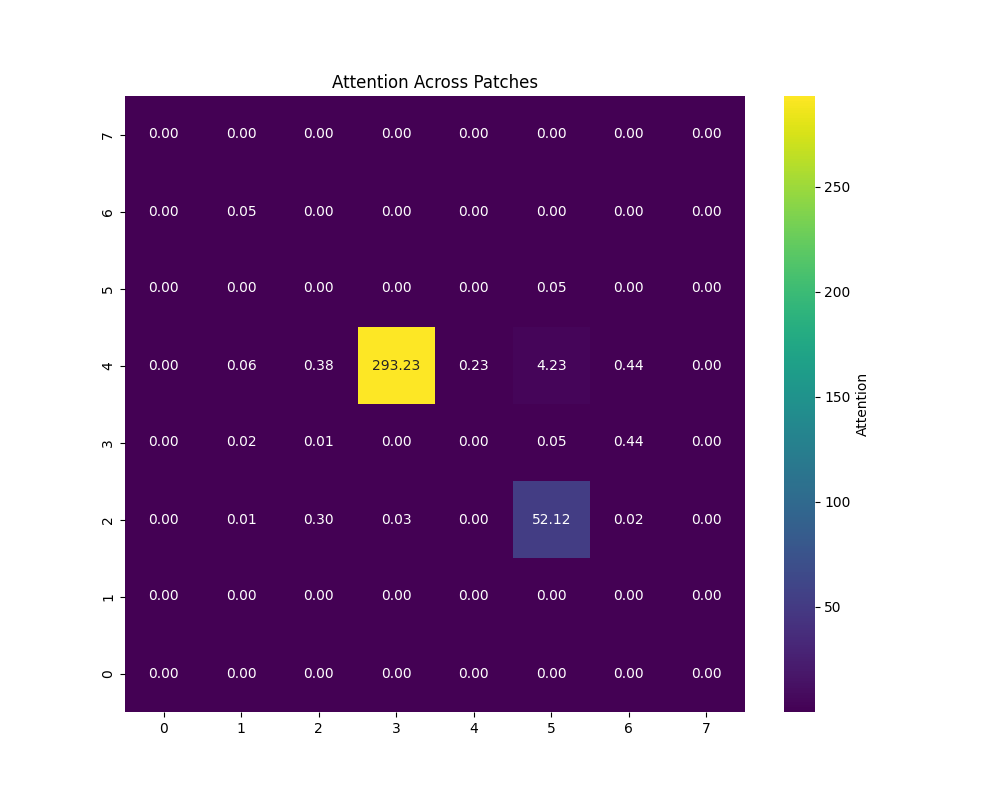 Attention Across Patches
7 0.00 0.00 0.00 0.00 0.00 0.00 0.00 0.00
6 0.00 0.05 0.00 0.00 0.00 0.00 0.00 0.00
5 0.00 0.00 0.00 0.00 0.00 0.05 0.00 0.00
4 0.00 0.06 0.38 293.23 0.23 4.23 0.44 0.00
3 0.00 0.02 0.01 0.00 0.00 0.05 0.44 0.00
2 0.00 0.01 0.30 0.03 0.00 52.12 0.02 0.00
1 0.00 0.00 0.00 0.00 0.00 0.00 0.00 0.00
0 0.00 0.00 0.00 0.00 0.00 0.00 0.00 0.00
0 1 2 3 4 5 6 7
250
200
150
100
50
Attention